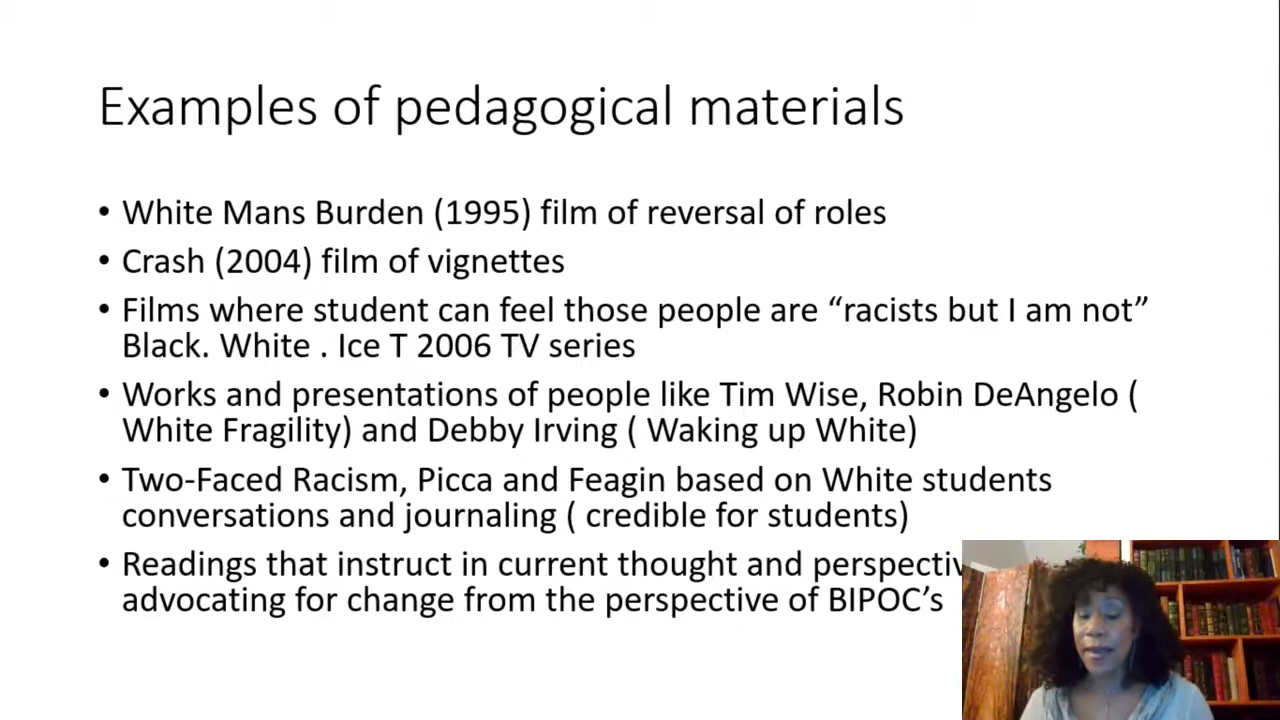 Examples of pedagogical materials
• White Mans Burden (1995) film of reversal of roles
• Crash (2004) film of vignettes
• Films where student can feel those people are “racists but I am not”
Black. White . Ice T 2006 TV series
• Works and presentations of people like Tim Wise, Robin DeAngelo (
White Fragility) and Debby Irving ( Waking up White)
• Two-Faced Racism, Picca and Feagin based on White students
conversations and journaling ( credible for students)
• Readings that instruct in current thought and
advocating for change from the perspective of BIPOC’s